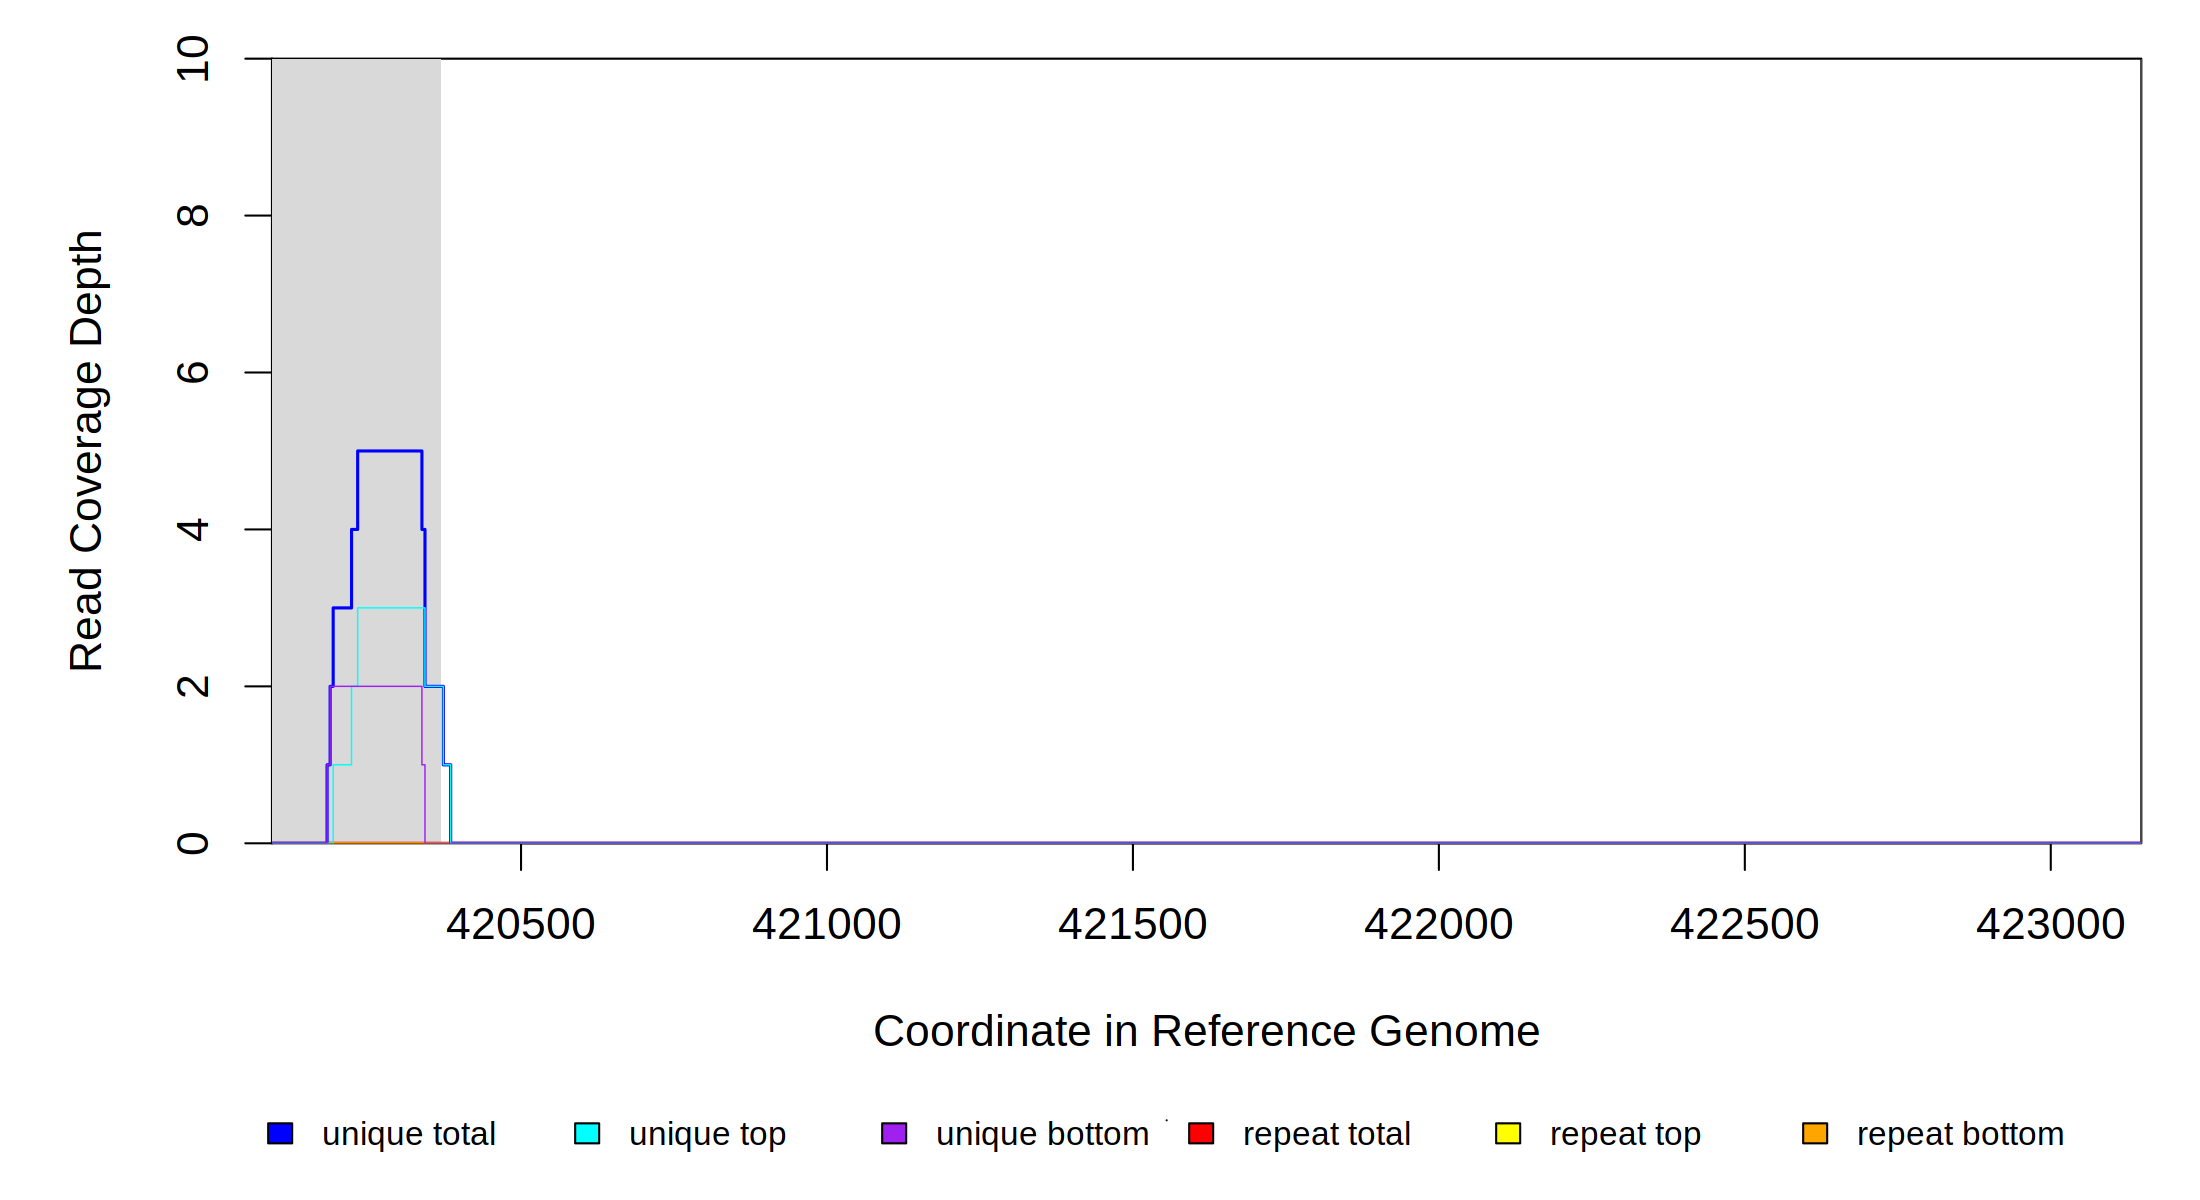 10
8
6
4
2
0
Read Coverage Depth
420500 421000 421500 422000 422500 423000
Coordinate in Reference Genome
unique total unique top unique bottom repeat total repeat top repeat bottom